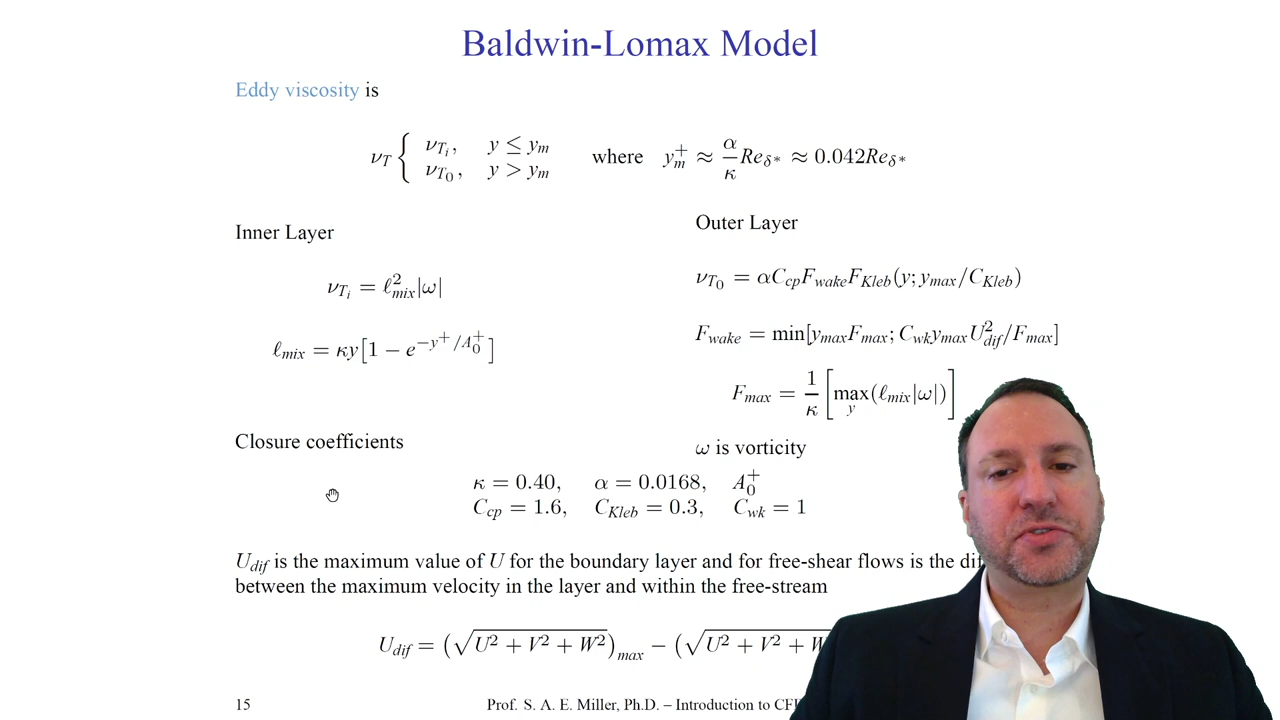 Baldwin-Lomax Model
Eddy viscosity is
ν_T { ν_{T_i}, y ≤ y_m
ν_{T_0}, y > y_m
where y_m^+ ≈ α/κ Re_{δ*} ≈ 0.042Re_{δ*}
Inner Layer
ν_{T_i} = ℓ_{mix}^2|ω|
ℓ_{mix} = κy[1 − e^{−y^+/A_0^+}]
Outer Layer
ν_{T_0} = αC_{cp}F_{wake}F_{Kleb}(y; y_{max}/C_{Kleb})
F_{wake} = min[y_{max}F_{max}; C_{wk}y_{max}U_{dif}^2/F_{max}]
F_{max} = 1/κ [max_y(ℓ_{mix}|ω|)]
ω is vorticity
Closure coefficients
κ = 0.40, α = 0.0168, A_0^+
C_{cp} = 1.6, C_{Kleb} = 0.3, C_{wk} = 1
U_{dif} is the maximum value of U for the boundary layer and for free-shear flows is the
between the maximum velocity in the layer and within the free-stream
U_{dif} = (√(U² + V² + W²))_{max} − (√(U² + V² +
15
Prof. S. A. E. Miller, Ph.D. – Introduction to